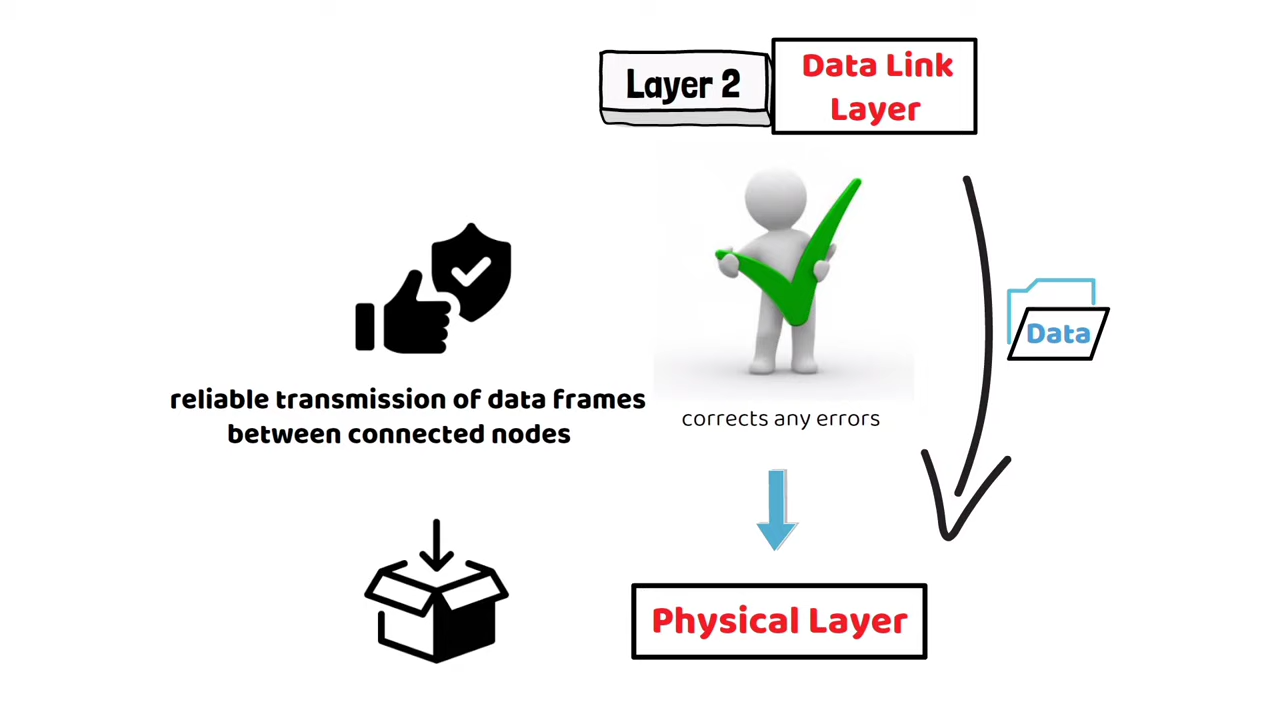 Layer 2
Data Link
Layer
Data
reliable transmission of data frames
between connected nodes
corrects any errors
Physical Layer